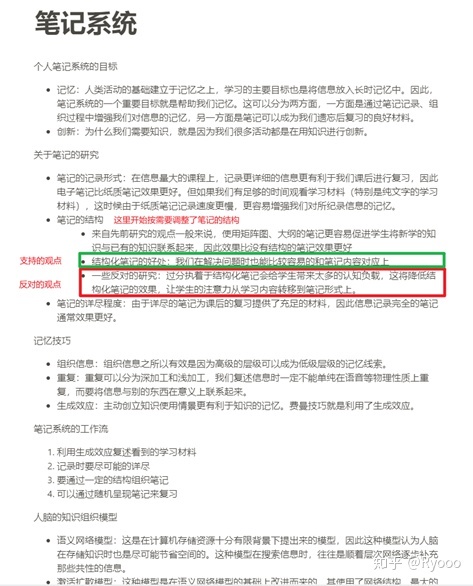 笔记系统
个人笔记系统的目标
记忆：人类活动的基础建立于记忆之上，学习的主要目标也是将信息放入长时记忆中。因此，
笔记系统的一个重要目标就是帮助我们记忆。这可以分为两方面，一方面是通过笔记记录、组
织过程中增强我们对信息的记忆，另一方面是笔记可以成为我们遗忘后复习的良好材料。
创新：为什么我们需要知识，就是因为我们很多活动都是在用知识进行创新。
关于笔记的研究
笔记的记录形式：在信息量大的课程上，记录更详细的信息更有利于我们课后进行复习，因此
电子笔记比纸质笔记效果更好。但如果我们有足够的时间观看学习材料（特别是纯文字的学习
材料），这时候由于纸质笔记记录速度更慢，更容易增强我们对所记录信息的记忆。
笔记的结构 这里开始按需要调整了笔记的结构
来自先前研究的观点一般来说，使用矩阵图、大纲的笔记更容易促进学生将新学的知
识与已有的知识联系起来，因此效果比没有结构的笔记效果更好
支持的观点 结构化笔记的好处：我们在解决问题时也能比较容易的和笔记内容对应上
一些反对的研究：过分执着于结构化笔记会给学生带来太多的认知负载，这将降低结
反对的观点 构化笔记的效果，让学生的注意力从学习内容转移到笔记形式上。
笔记的详尽程度：由于详尽的笔记为课后的复习提供了充足的材料，因此信息记录完全的笔记
通常效果更好。
记忆技巧
组织信息：组织信息之所以有效是因为高级的层级可以成为低级层级的记忆线索。
重复：重复可以分为深加工和浅加工，我们复述信息时一定不能单纯在语音等物理性质上重
复，而要将信息与别的东西在意义上联系起来。
生成效应：主动创立知识使用情景更有利于知识的记忆。费曼技巧就是利用了生成效应。
笔记系统的工作流
1. 利用生成效应复述看到的学习材料
2. 记录时要尽可能的详尽
3. 要通过一定的结构组织笔记
4. 可以通过随机呈现笔记来复习
人脑的知识组织模型
语义网络模型：这是在计算机存储资源十分有限背景下提出来的模型，因此这种模型认为人脑
在存储知识时也是尽可能节省空间的。这种模型在搜索信息时，往往是顺着层次网络逐步补充
那些共性的信息。
激活扩散模型：这种模型是在语义网络模型的基础上改进而来的，其使用了网络结构，最大的
知乎 @Ryooo